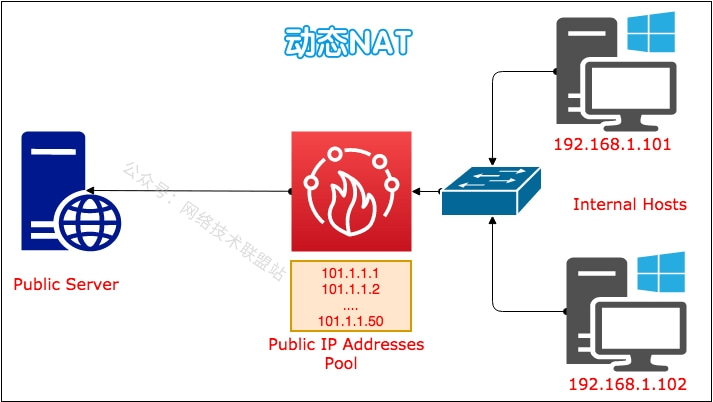 动态NAT
192.168.1.101
公众号：网络技术联盟站
Internal Hosts
Public Server
101.1.1.1
101.1.1.2
....
101.1.1.50
Public IP Addresses
Pool
192.168.1.102